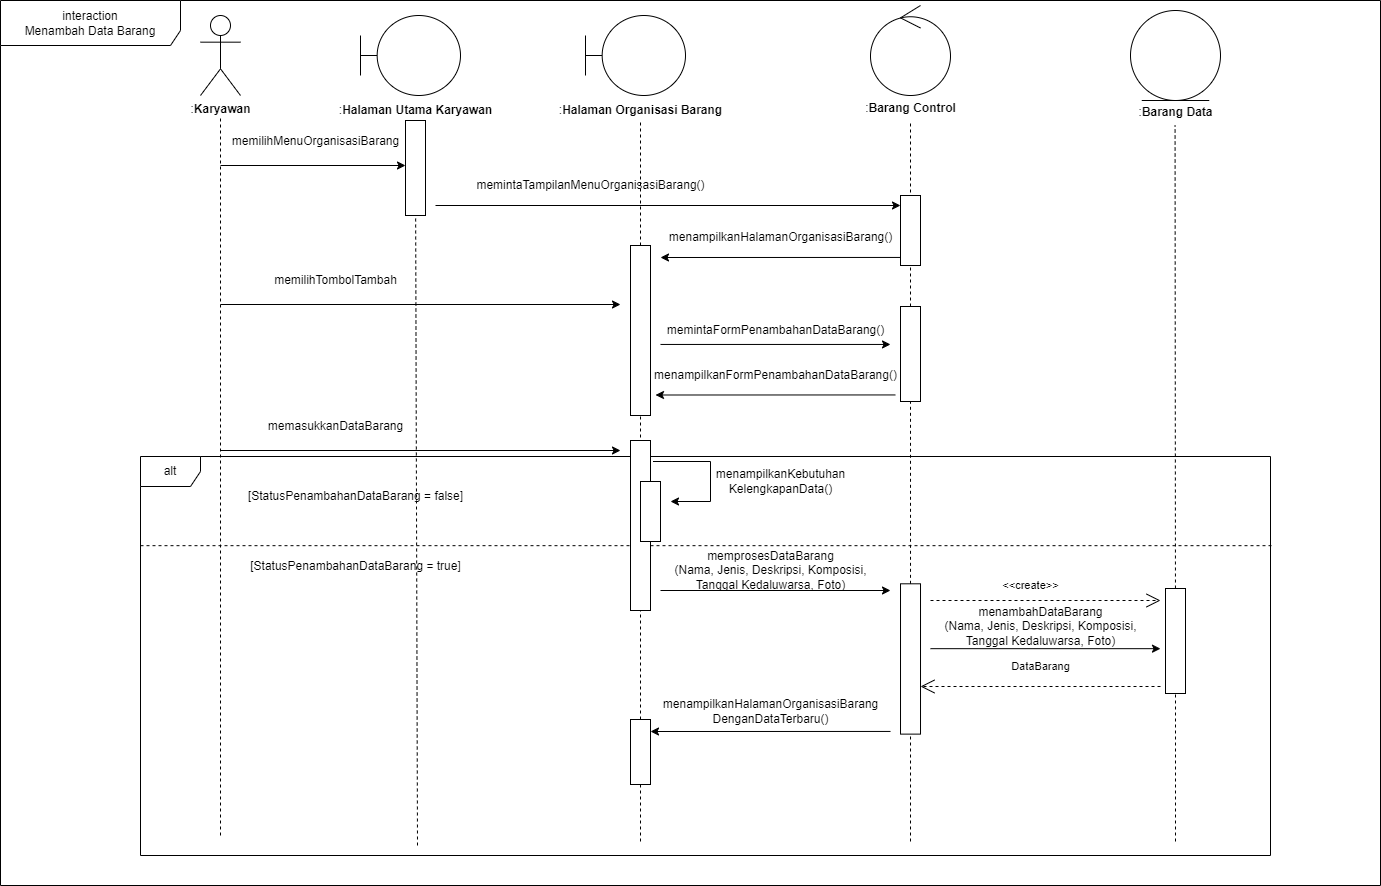 interaction
Menambah Data Barang
:Karyawan
:Halaman Utama Karyawan
:Halaman Organisasi Barang
:Barang Control
:Barang Data
memilihMenuOrganisasiBarang
memintaTampilanMenuOrganisasiBarang()
menampilkanHalamanOrganisasiBarang()
memilihTombolTambah
memintaFormPenambahanDataBarang()
menampilkanFormPenambahanDataBarang()
memasukkanDataBarang
alt
menampilkanKebutuhan
KelengkapanData()
[StatusPenambahanDataBarang = false]
[StatusPenambahanDataBarang = true]
memprosesDataBarang
(Nama, Jenis, Deskripsi, Komposisi,
Tanggal Kedaluwarsa, Foto)
<<create>>
menambahDataBarang
(Nama, Jenis, Deskripsi, Komposisi,
Tanggal Kedaluwarsa, Foto)
DataBarang
menampilkanHalamanOrganisasiBarang
DenganDataTerbaru()